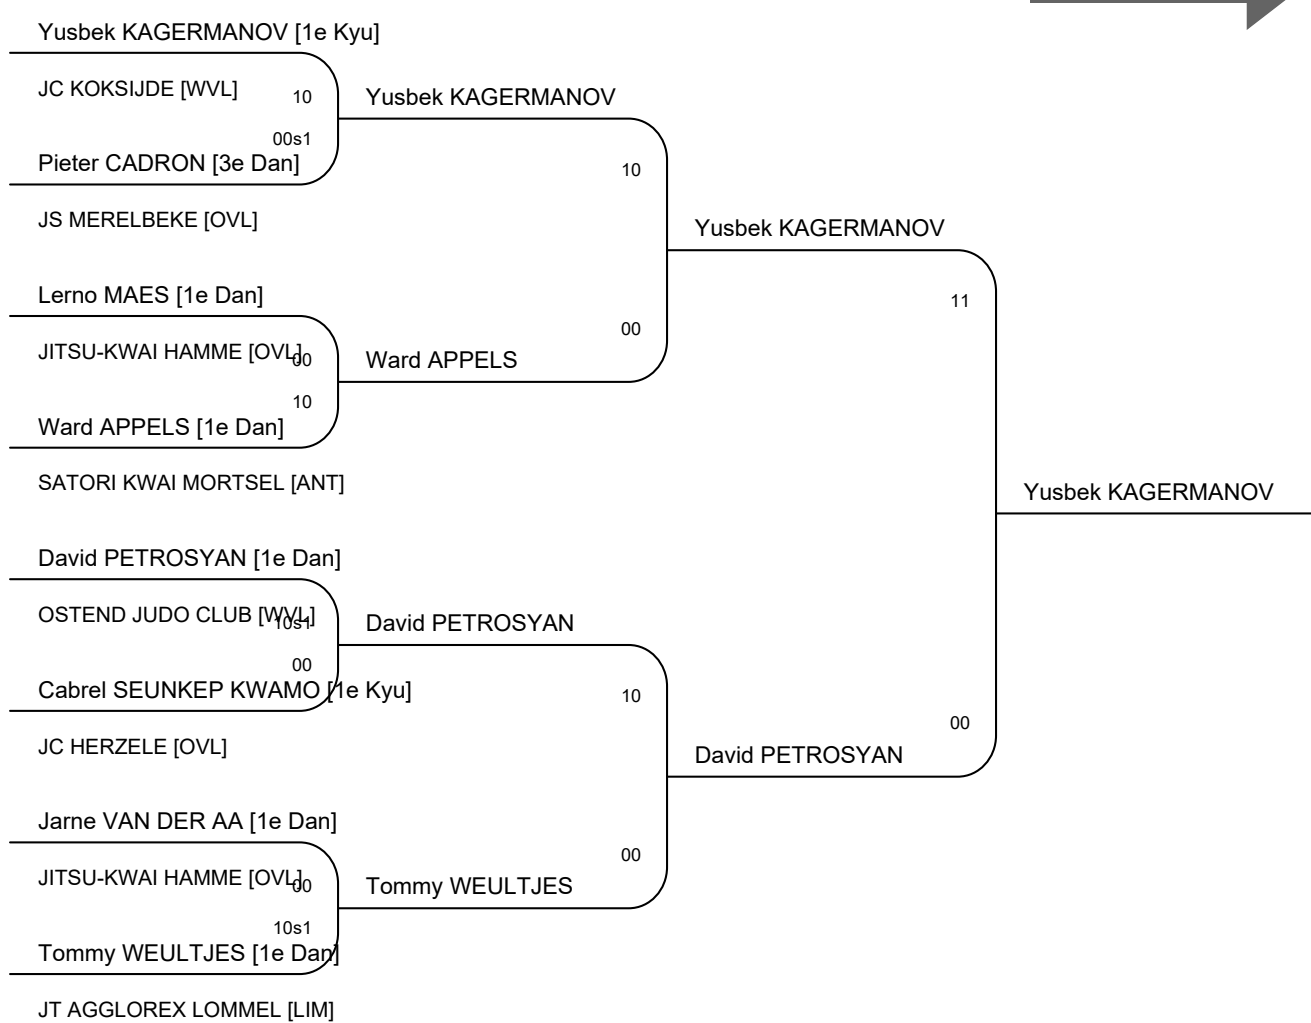 Yusbek KAGERMANOV [1e Kyu]
JC KOKSIJDE [WVL]
10
Yusbek KAGERMANOV
00s1
Pieter CADRON [3e Dan]
10
JS MERELBEKE [OVL]
Yusbek KAGERMANOV
Lerno MAES [1e Dan]
11
00
JITSU-KWAI HAMME [OVL]
00
Ward APPELS
10
Ward APPELS [1e Dan]
SATORI KWAI MORTSEL [ANT]
Yusbek KAGERMANOV
David PETROSYAN [1e Dan]
OSTEND JUDO CLUB [WVL]
10s1
David PETROSYAN
00
Cabrel SEUNKEP KWAMO [1e Kyu]
10
00
JC HERZELE [OVL]
David PETROSYAN
Jarne VAN DER AA [1e Dan]
00
JITSU-KWAI HAMME [OVL]
00
Tommy WEULTJES
10s1
Tommy WEULTJES [1e Dan]
JT AGGLOREX LOMMEL [LIM]